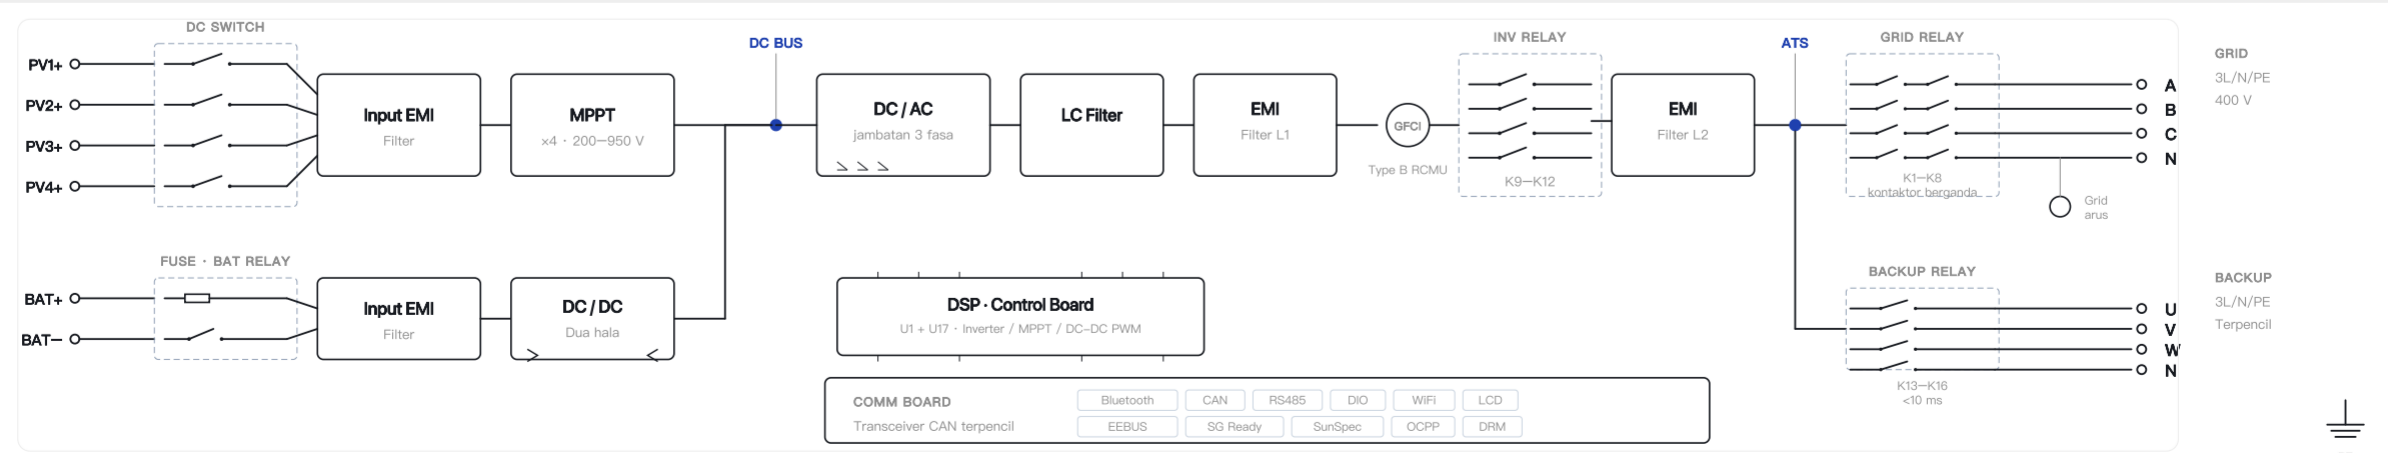 DC SWITCH
PV1+
PV2+
PV3+
PV4+
Input EMI
Filter
MPPT
×4 · 200–950 V
DC BUS
DC / AC
jambatan 3 fasa
LC Filter
EMI
Filter L1
GFCI
Type B RCMU
INV RELAY
K9–K12
EMI
Filter L2
ATS
GRID RELAY
K1–K8
kontaktor berganda
A
B
C
N
Grid
arus
GRID
3L/N/PE
400 V
FUSE · BAT RELAY
BAT+
BAT–
Input EMI
Filter
DC / DC
Dua hala
DSP · Control Board
U1 + U17 · Inverter / MPPT / DC-DC PWM
COMM BOARD
Transceiver CAN terpencil
Bluetooth
CAN
RS485
DIO
WiFi
LCD
EEBUS
SG Ready
SunSpec
OCPP
DRM
BACKUP RELAY
K13–K16
<10 ms
U
V
W
N
BACKUP
3L/N/PE
Terpencil